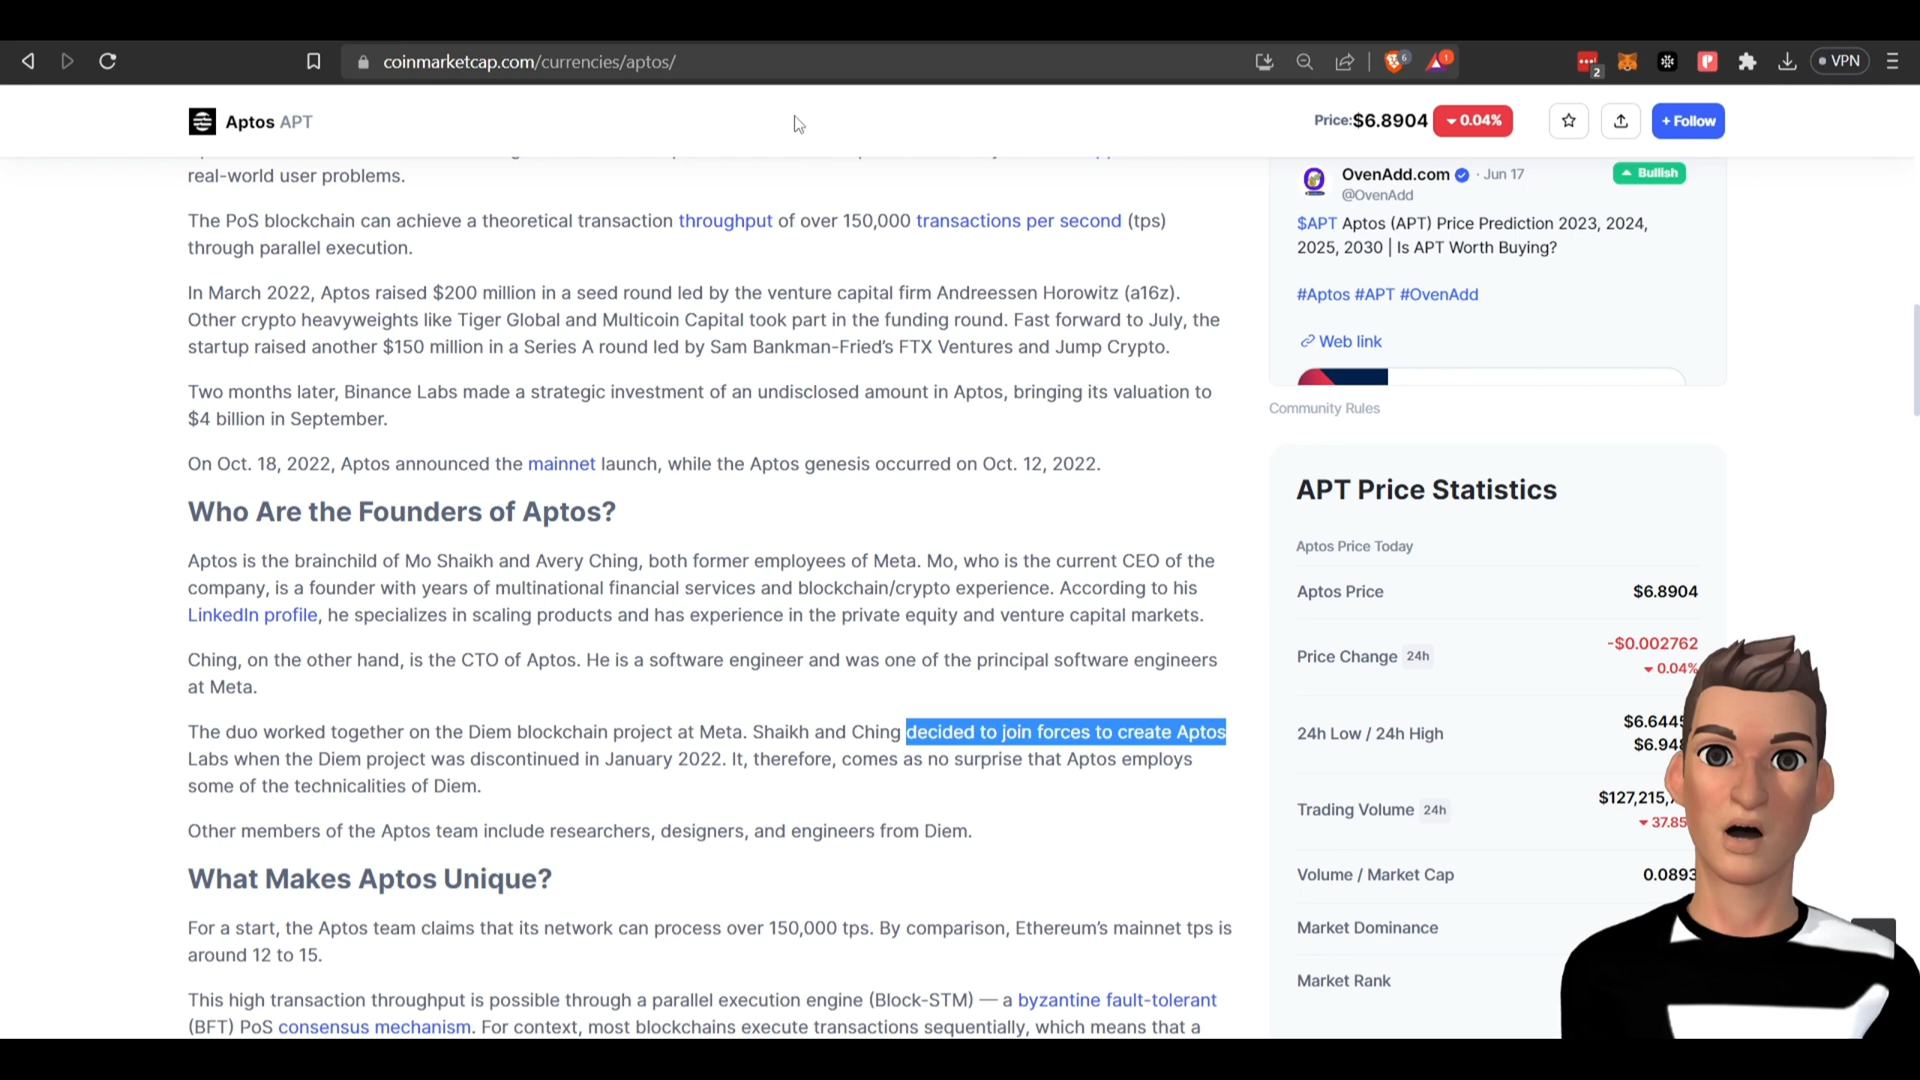 coinmarketcap.com/currencies/aptos/
6
1
2
VPN
Aptos APT
Price:$6.8904
0.04%
+ Follow
real-world user problems.
The PoS blockchain can achieve a theoretical transaction throughput of over 150,000 transactions per second (tps)
through parallel execution.
In March 2022, Aptos raised $200 million in a seed round led by the venture capital firm Andreessen Horowitz (a16z).
Other crypto heavyweights like Tiger Global and Multicoin Capital took part in the funding round. Fast forward to July, the
startup raised another $150 million in a Series A round led by Sam Bankman-Fried's FTX Ventures and Jump Crypto.
Two months later, Binance Labs made a strategic investment of an undisclosed amount in Aptos, bringing its valuation to
$4 billion in September.
On Oct. 18, 2022, Aptos announced the mainnet launch, while the Aptos genesis occurred on Oct. 12, 2022.
Who Are the Founders of Aptos?
Aptos is the brainchild of Mo Shaikh and Avery Ching, both former employees of Meta. Mo, who is the current CEO of the
company, is a founder with years of multinational financial services and blockchain/crypto experience. According to his
LinkedIn profile, he specializes in scaling products and has experience in the private equity and venture capital markets.
Ching, on the other hand, is the CTO of Aptos. He is a software engineer and was one of the principal software engineers
at Meta.
The duo worked together on the Diem blockchain project at Meta. Shaikh and Ching decided to join forces to create Aptos
Labs when the Diem project was discontinued in January 2022. It, therefore, comes as no surprise that Aptos employs
some of the technicalities of Diem.
Other members of the Aptos team include researchers, designers, and engineers from Diem.
What Makes Aptos Unique?
For a start, the Aptos team claims that its network can process over 150,000 tps. By comparison, Ethereum's mainnet tps is
around 12 to 15.
This high transaction throughput is possible through a parallel execution engine (Block-STM) — a byzantine fault-tolerant
(BFT) PoS consensus mechanism. For context, most blockchains execute transactions sequentially, which means that a
OvenAdd.com · Jun 17
Bullish
@OvenAdd
$APT Aptos (APT) Price Prediction 2023, 2024,
2025, 2030 | Is APT Worth Buying?
#Aptos #APT #OvenAdd
Web link
Community Rules
APT Price Statistics
Aptos Price Today
Aptos Price $6.8904
Price Change 24h -$0.002762
0.04%
24h Low / 24h High $6.6445
$6.94
Trading Volume 24h $127,215,
37.85
Volume / Market Cap 0.0893
Market Dominance
Market Rank